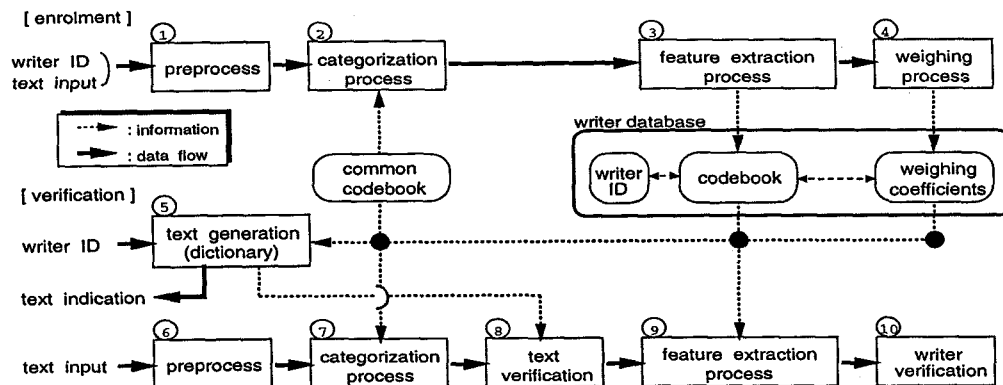 [ enrolment ]
1
2
3
4
writer ID
text input
preprocess
categorization
process
feature extraction
process
weighing
process
: information
: data flow
writer database
common
codebook
writer
ID
codebook
weighing
coefficients
[ verification ]
5
writer ID
text generation
(dictionary)
text indication
6
7
8
9
10
text input
preprocess
categorization
process
text
verification
feature extraction
process
writer
verification